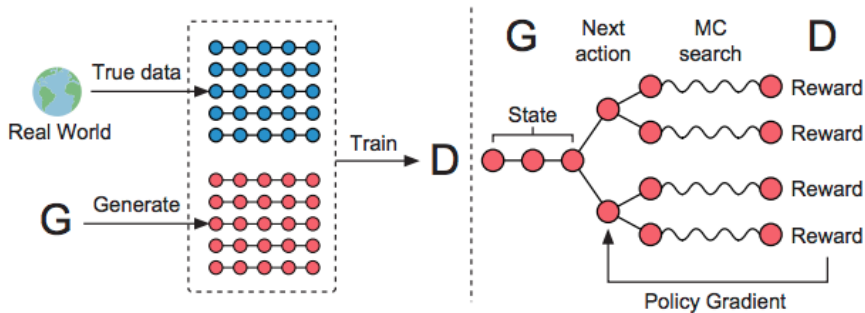 True data
Real World
G
Generate
Train
D
G
Next
action
MC
search
D
State
Reward
Reward
Reward
Reward
Policy Gradient